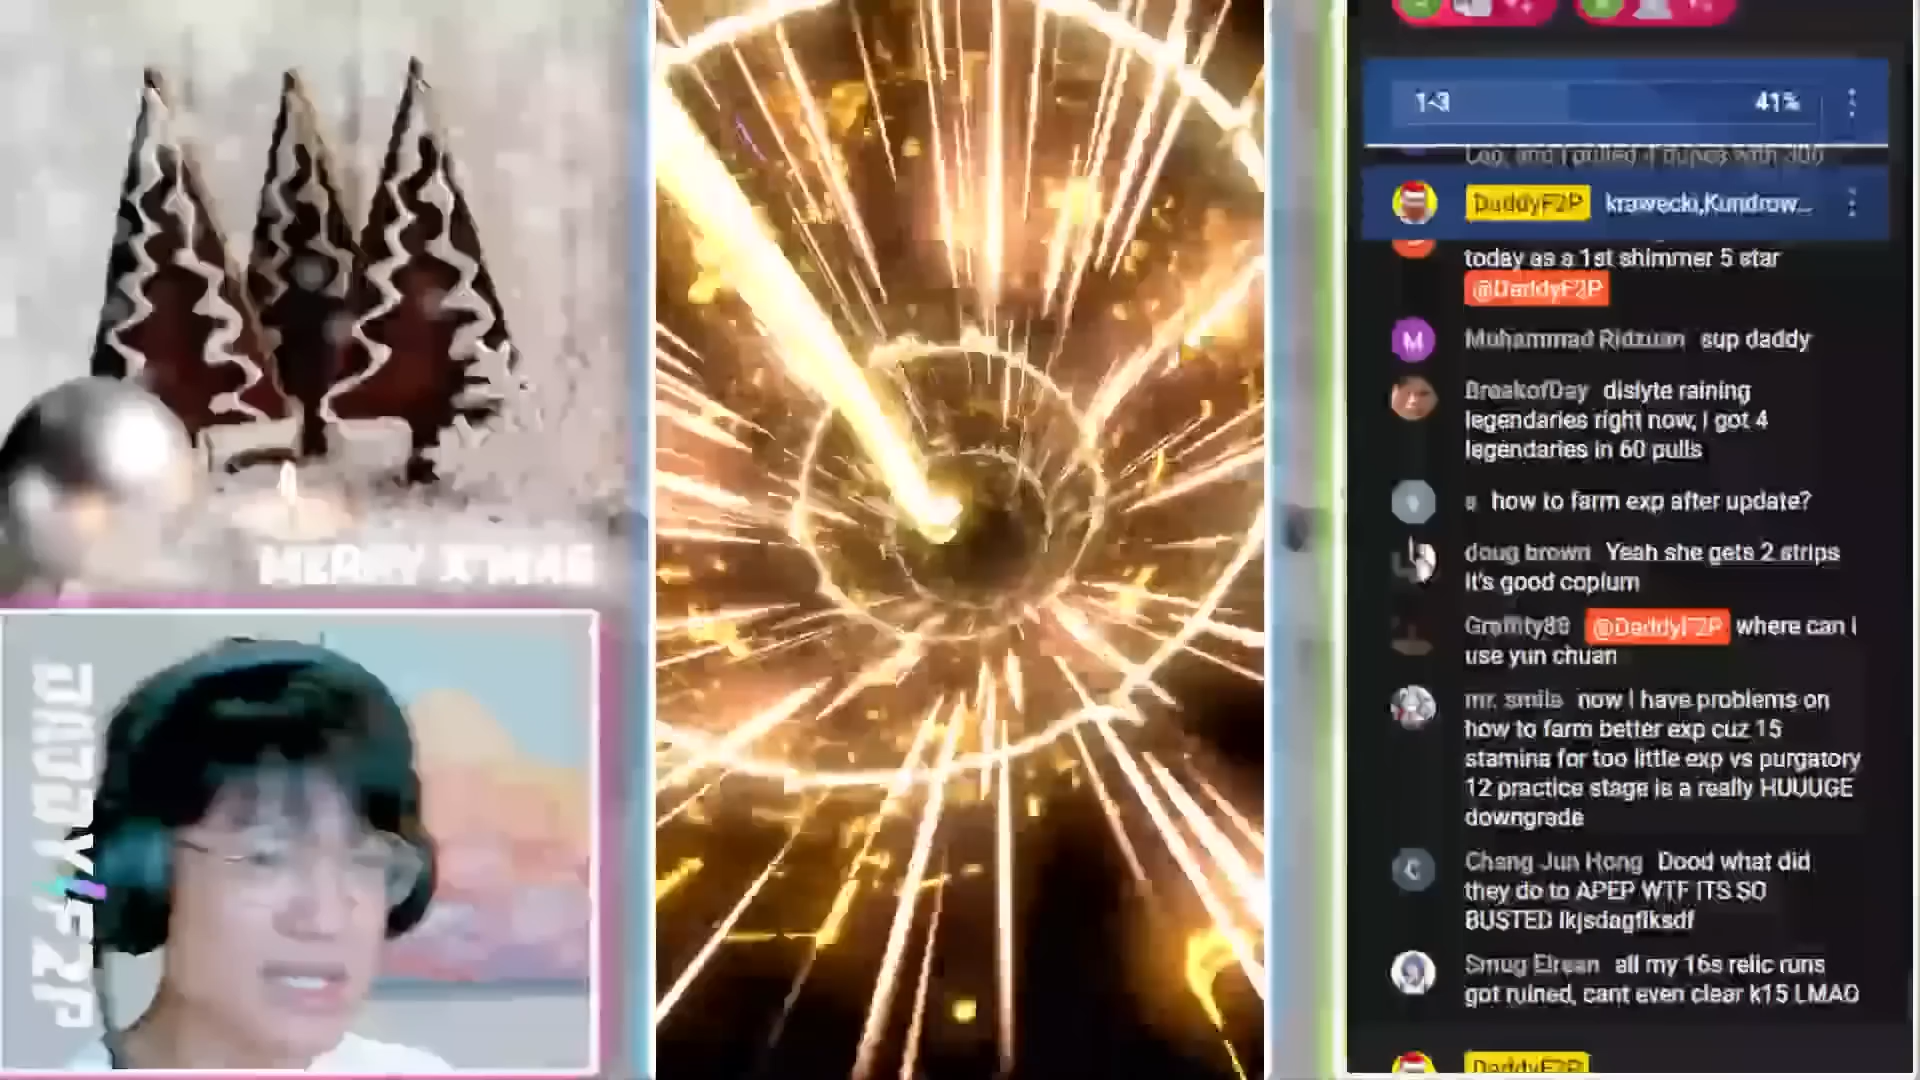 MERRY X'MAS
DADDYF2P
1-3 41%
DaddyF2P krawecki,Kundrow...
today as a 1st shimmer 5 star
@DaddyF2P
Muhammad Ridzuan sup daddy
BreakofDay dislyte raining
legendaries right now, I got 4
legendaries in 60 pulls
s how to farm exp after update?
doug brown Yeah she gets 2 strips
it's good copium
Graffity88 @DaddyF2P where can I
use yun chuan
mr. smile now I have problems on
how to farm better exp cuz 15
stamina for too little exp vs purgatory
12 practice stage is a really HUUUGE
downgrade
Chang Jun Hong Dood what did
they do to APEP WTF ITS SO
BUSTED lkjsdagflksdf
Smug Eirean all my 16s relic runs
got ruined, cant even clear k15 LMAO
DaddyF2P